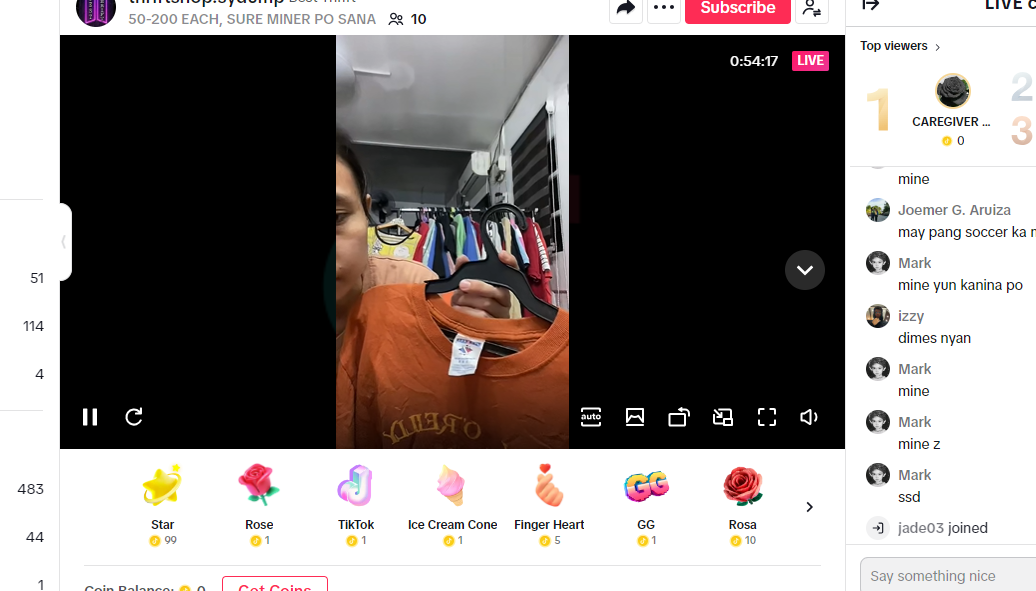 thriftshop.sydump Best Thrift
50-200 EACH, SURE MINER PO SANA 10
Subscribe
LIVE
0:54:17 LIVE
Top viewers
1
2
3
CAREGIVER ...
0
mine
Joemer G. Aruiza
may pang soccer ka
Mark
mine yun kanina po
izzy
dimes nyan
Mark
mine
Mark
mine z
Mark
ssd
jade03 joined
Say something nice
51
114
4
483
44
1
auto
O'REILLY
GG
Star
99
Rose
1
TikTok
1
Ice Cream Cone
1
Finger Heart
5
GG
1
Rosa
10
Coin Balance: 0 Get Coins